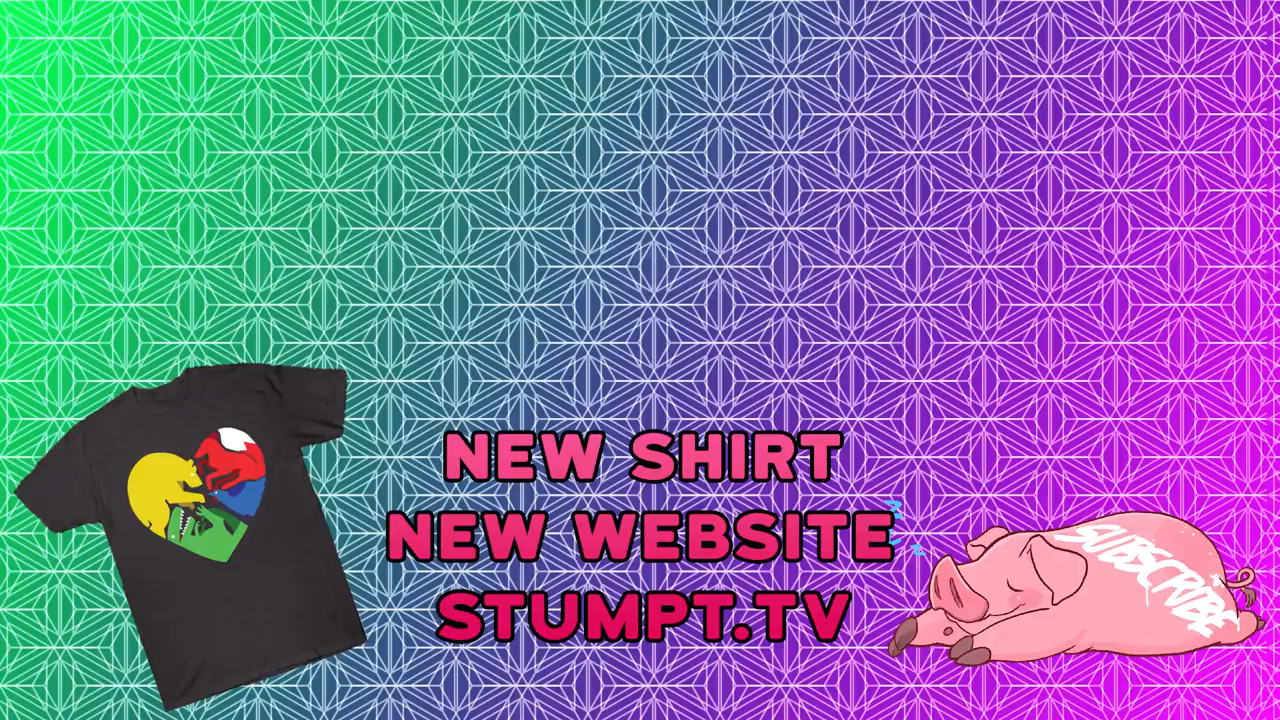 NEW SHIRT
NEW WEBSITE
STUMPT.TV
z
z
z
SUBSCRIBE